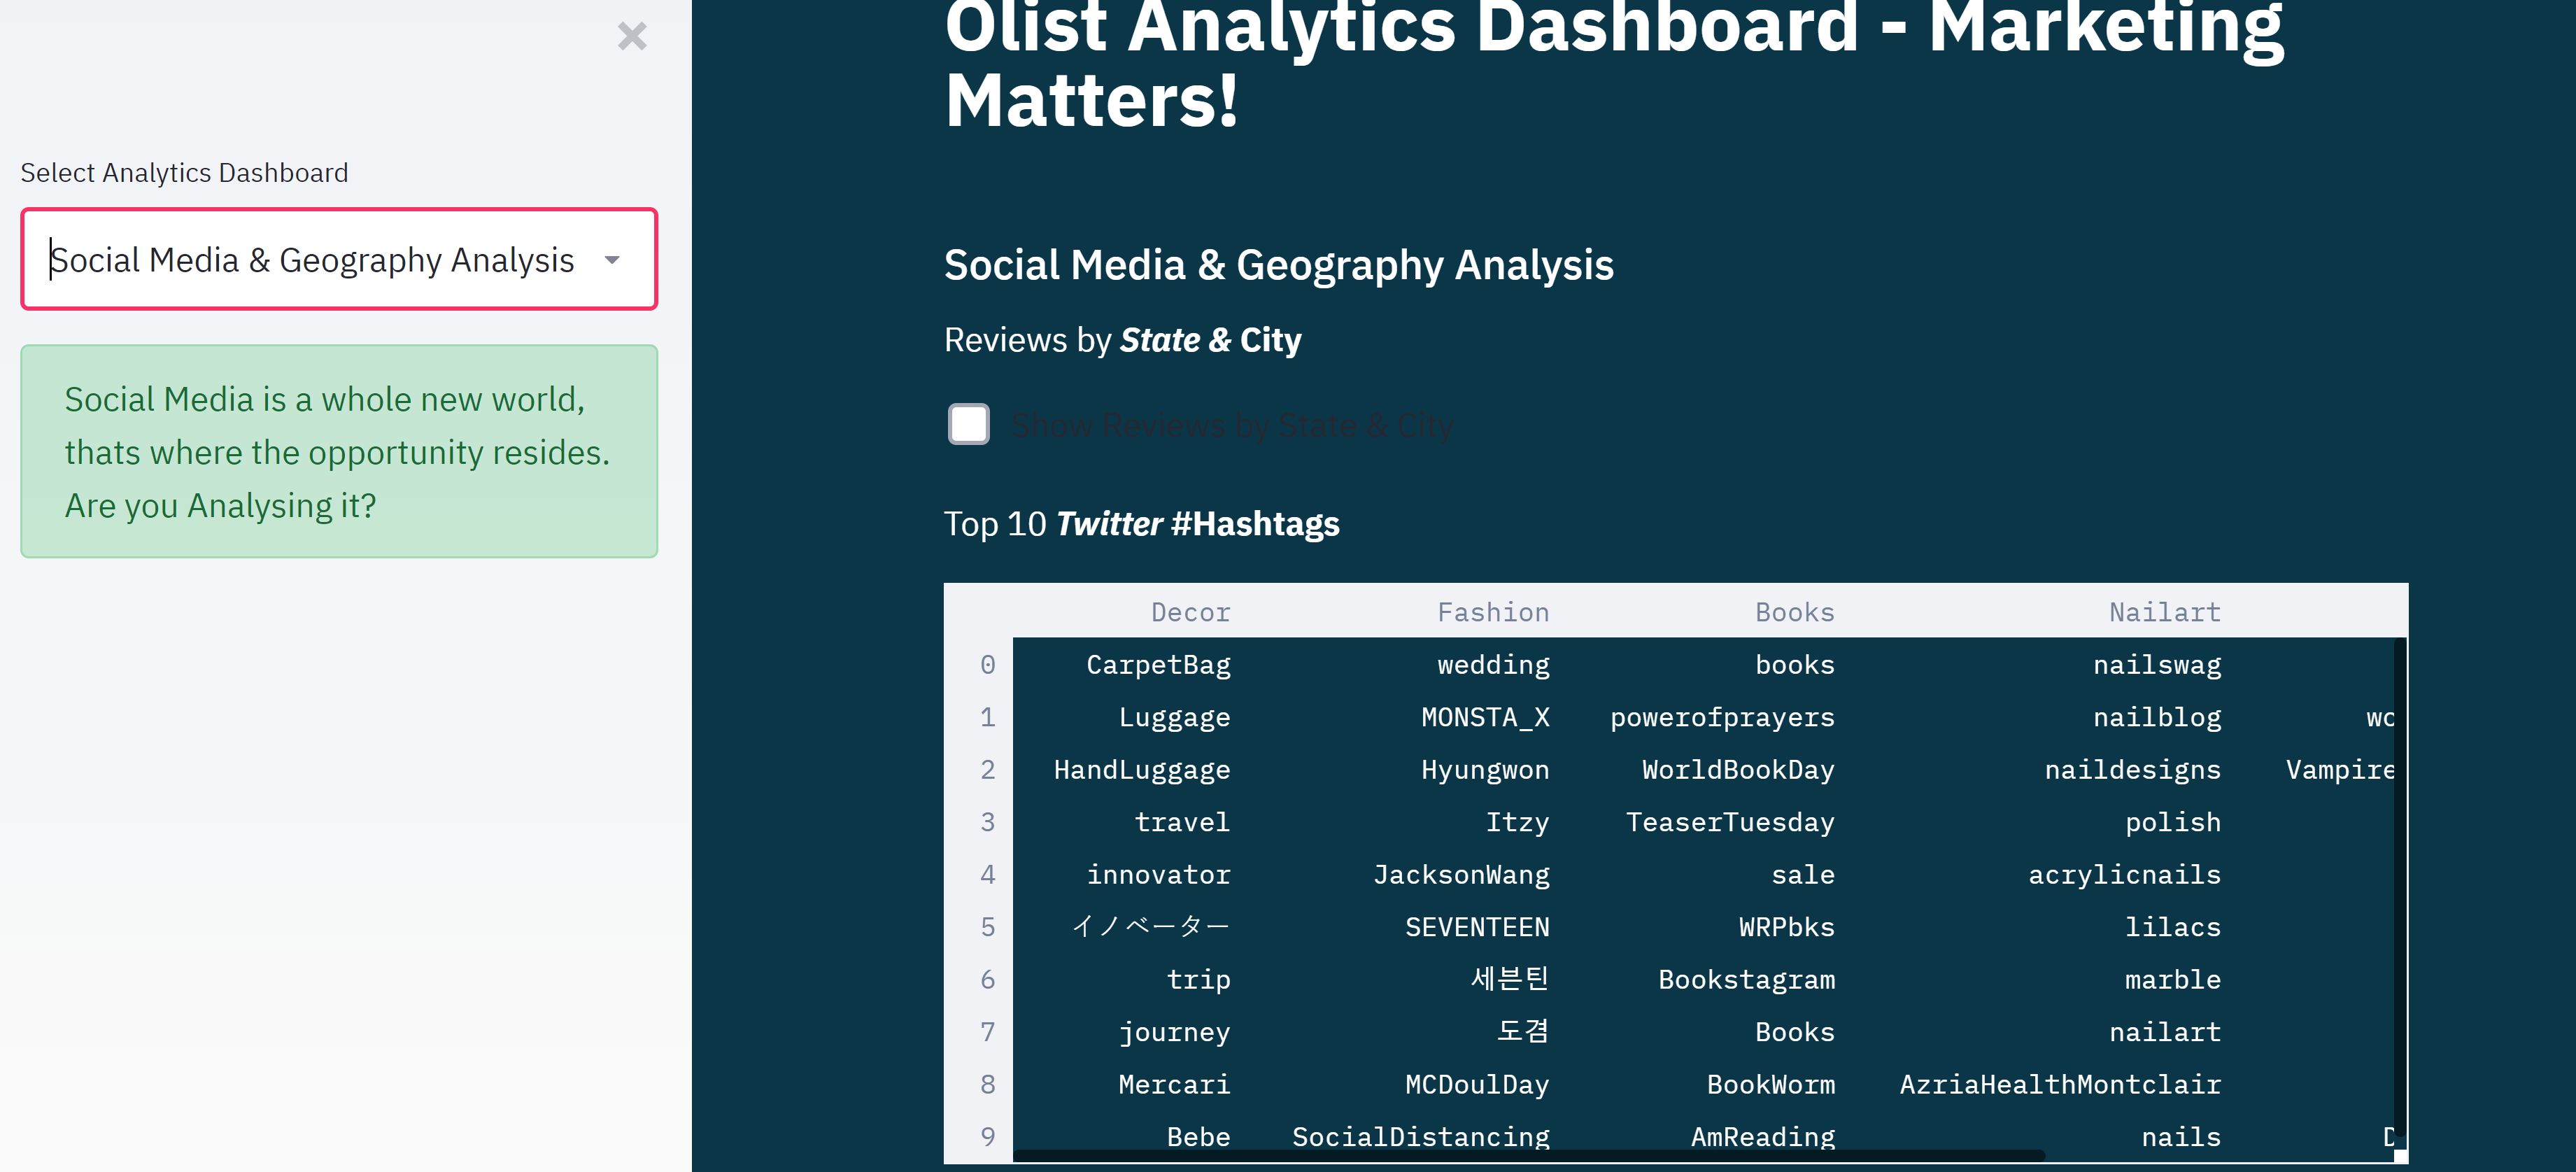 Olist Analytics Dashboard - Marketing
Matters!
Select Analytics Dashboard
Social Media & Geography Analysis
Social Media is a whole new world,
thats where the opportunity resides.
Are you Analysing it?
Social Media & Geography Analysis
Reviews by State & City
Show Reviews by State & City
Top 10 Twitter #Hashtags
Decor Fashion Books Nailart
0 CarpetBag wedding books nailswag
1 Luggage MONSTA_X powerofprayers nailblog wo
2 HandLuggage Hyungwon WorldBookDay naildesigns Vampire
3 travel Itzy TeaserTuesday polish
4 innovator JacksonWang sale acrylicnails
5 イノベーター SEVENTEEN WRPbks lilacs
6 trip 세븐틴 Bookstagram marble
7 journey 도겸 Books nailart
8 Mercari MCDoulDay BookWorm AzriaHealthMontclair
9 Bebe SocialDistancing AmReading nails D